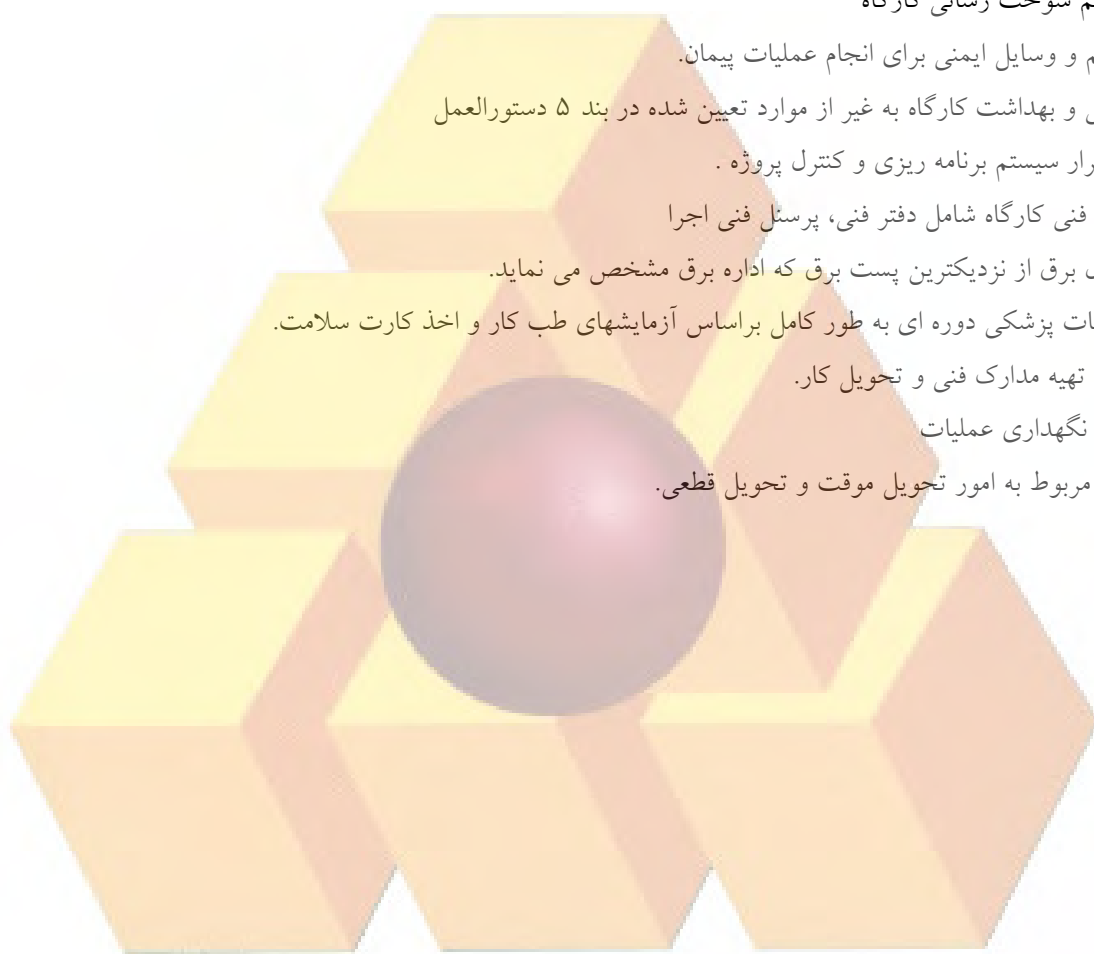 م سوخت رسانی کارگاه
م و وسایل ایمنی برای انجام عملیات پیمان.
و بهداشت کارگاه به غیر از موارد تعیین شده در بند ۵ دستورالعمل
رار سیستم برنامه ریزی و کنترل پروژه .
فنی کارگاه شامل دفتر فنی، پرسنل فنی اجرا
برق از نزدیکترین پست برق که اداره برق مشخص می نماید.
ات پزشکی دوره ای به طور کامل براساس آزمایشهای طب کار و اخذ کارت سلامت.
تهیه مدارک فنی و تحویل کار.
نگهداری عملیات
مربوط به امور تحویل موقت و تحویل قطعی.